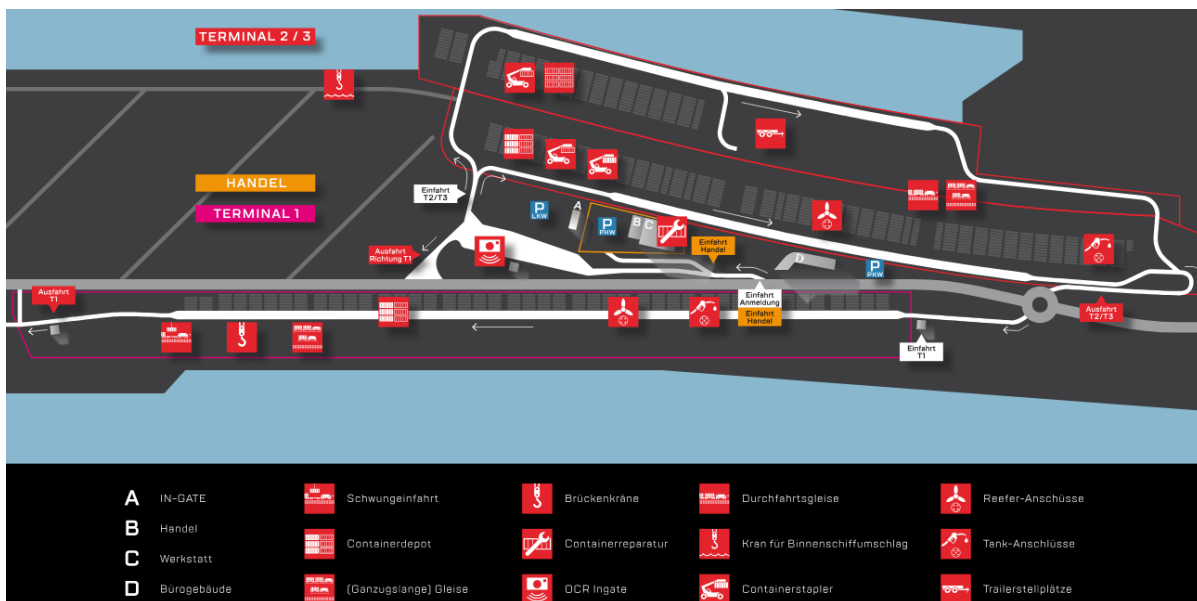 TERMINAL 2 / 3
HANDEL
TERMINAL 1
Einfahrt
T2/T3
P
LKW
A
P
PKW
B
C
Einfahrt
Handel
Ausfahrt
Richtung T1
D
P
PKW
Ausfahrt
T1
Einfahrt
Anmeldung
Einfahrt
Handel
Ausfahrt
T2/T3
Einfahrt
T1
A IN-GATE
B Handel
C Werkstatt
D Bürogebäude
Schwungeinfahrt
Containerdepot
(Ganzugslange) Gleise
Brückenkräne
Containerreparatur
OCR Ingate
Durchfahrtsgleise
Kran für Binnenschiffumschlag
Containerstapler
Reefer-Anschüsse
Tank-Anschlüsse
Trailerstellplätze